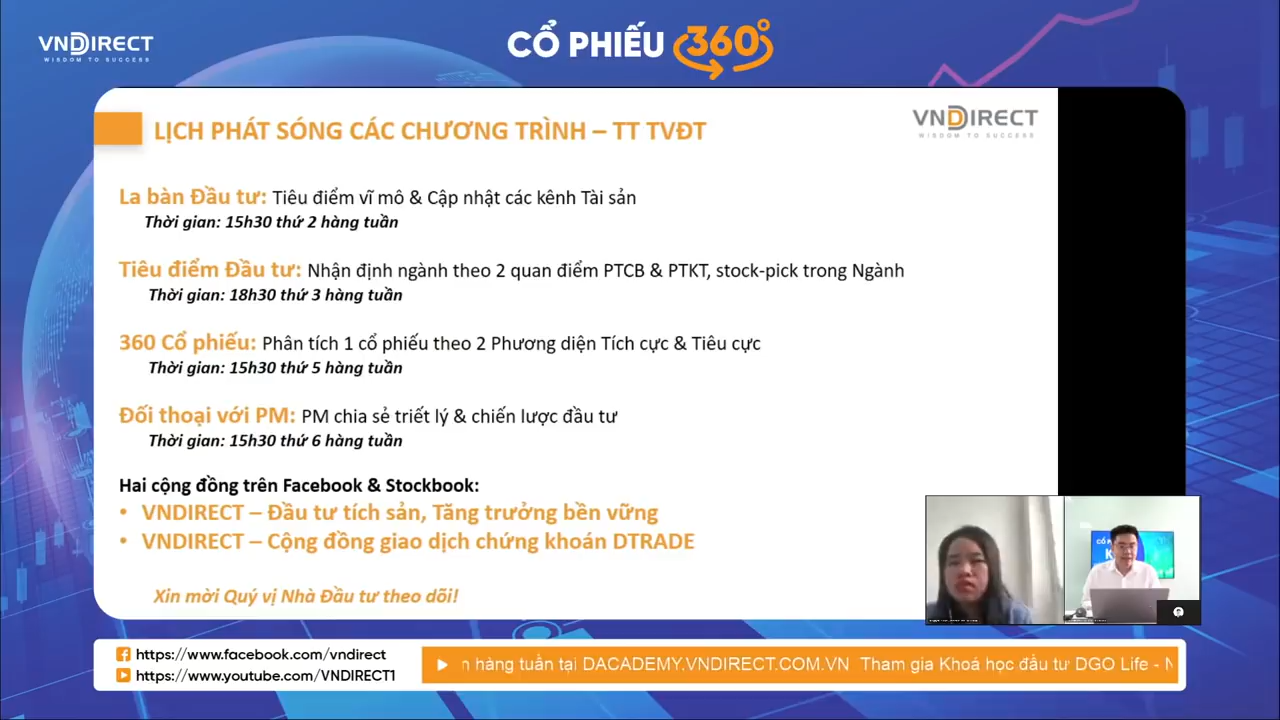 VNDIRECT
WISDOM TO SUCCESS
CỔ PHIẾU 360°
LỊCH PHÁT SÓNG CÁC CHƯƠNG TRÌNH – TT TVĐT
VNDIRECT
WISDOM TO SUCCESS
La bàn Đầu tư: Tiêu điểm vĩ mô & Cập nhật các kênh Tài sản
Thời gian: 15h30 thứ 2 hàng tuần
Tiêu điểm Đầu tư: Nhận định ngành theo 2 quan điểm PTCB & PTKT, stock-pick trong Ngành
Thời gian: 18h30 thứ 3 hàng tuần
360 Cổ phiếu: Phân tích 1 cổ phiếu theo 2 Phương diện Tích cực & Tiêu cực
Thời gian: 15h30 thứ 5 hàng tuần
Đối thoại với PM: PM chia sẻ triết lý & chiến lược đầu tư
Thời gian: 15h30 thứ 6 hàng tuần
Hai cộng đồng trên Facebook & Stockbook:
• VNDIRECT – Đầu tư tích sản, Tăng trưởng bền vững
• VNDIRECT – Cộng đồng giao dịch chứng khoán DTRADE
Xin mời Quý vị Nhà Đầu tư theo dõi!
https://www.facebook.com/vndirect
https://www.youtube.com/VNDIRECT1
hàng tuần tại DACADEMY.VNDIRECT.COM.VN Tham gia Khoá học đầu tư DGO Life -